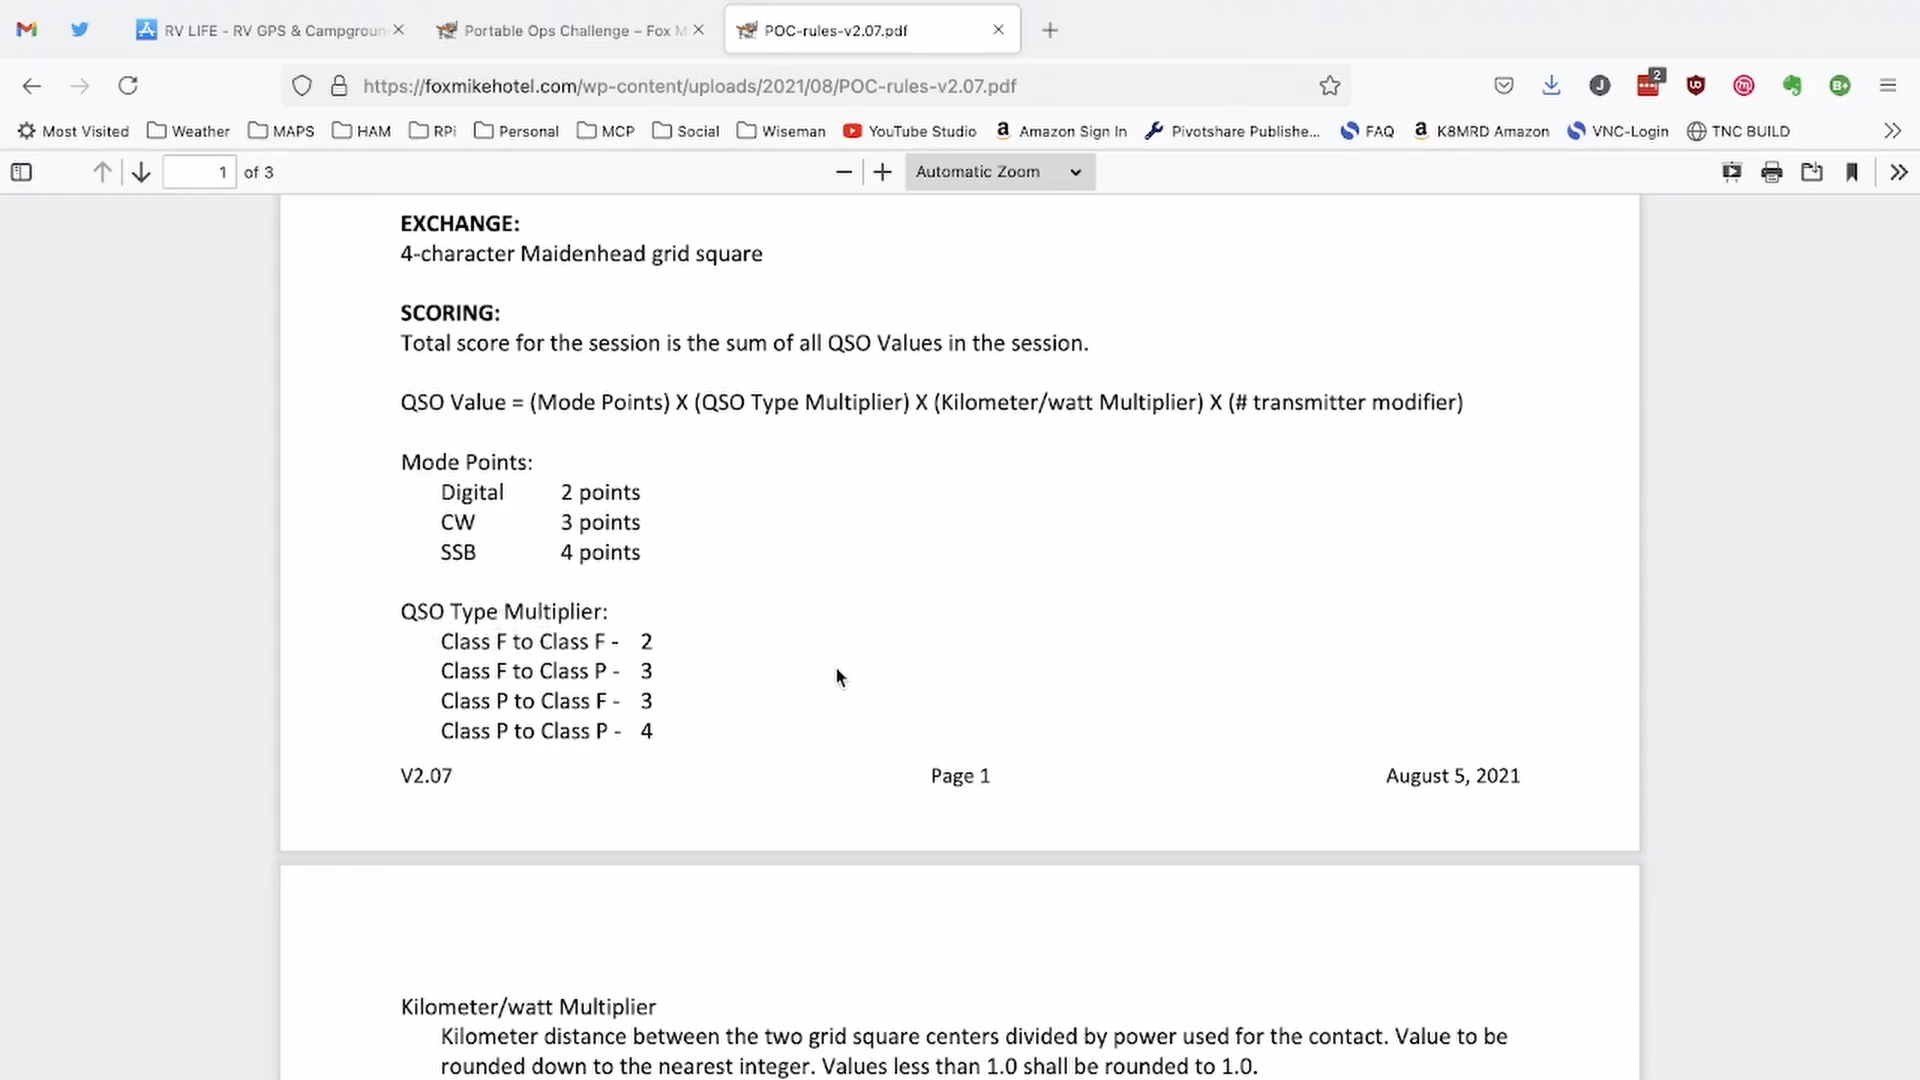 RV LIFE - RV GPS & Campgroun
Portable Ops Challenge – Fox M
POC-rules-v2.07.pdf
https://foxmikehotel.com/wp-content/uploads/2021/08/POC-rules-v2.07.pdf
J
2
UD
m
B+
Most Visited
Weather
MAPS
HAM
RPi
Personal
MCP
Social
Wiseman
YouTube Studio
Amazon Sign In
Pivotshare Publishe...
FAQ
K8MRD Amazon
VNC-Login
TNC BUILD
1 of 3
Automatic Zoom
EXCHANGE:
4-character Maidenhead grid square
SCORING:
Total score for the session is the sum of all QSO Values in the session.
QSO Value = (Mode Points) X (QSO Type Multiplier) X (Kilometer/watt Multiplier) X (# transmitter modifier)
Mode Points:
Digital 2 points
CW 3 points
SSB 4 points
QSO Type Multiplier:
Class F to Class F - 2
Class F to Class P - 3
Class P to Class F - 3
Class P to Class P - 4
V2.07 Page 1 August 5, 2021
Kilometer/watt Multiplier
Kilometer distance between the two grid square centers divided by power used for the contact. Value to be
rounded down to the nearest integer. Values less than 1.0 shall be rounded to 1.0.